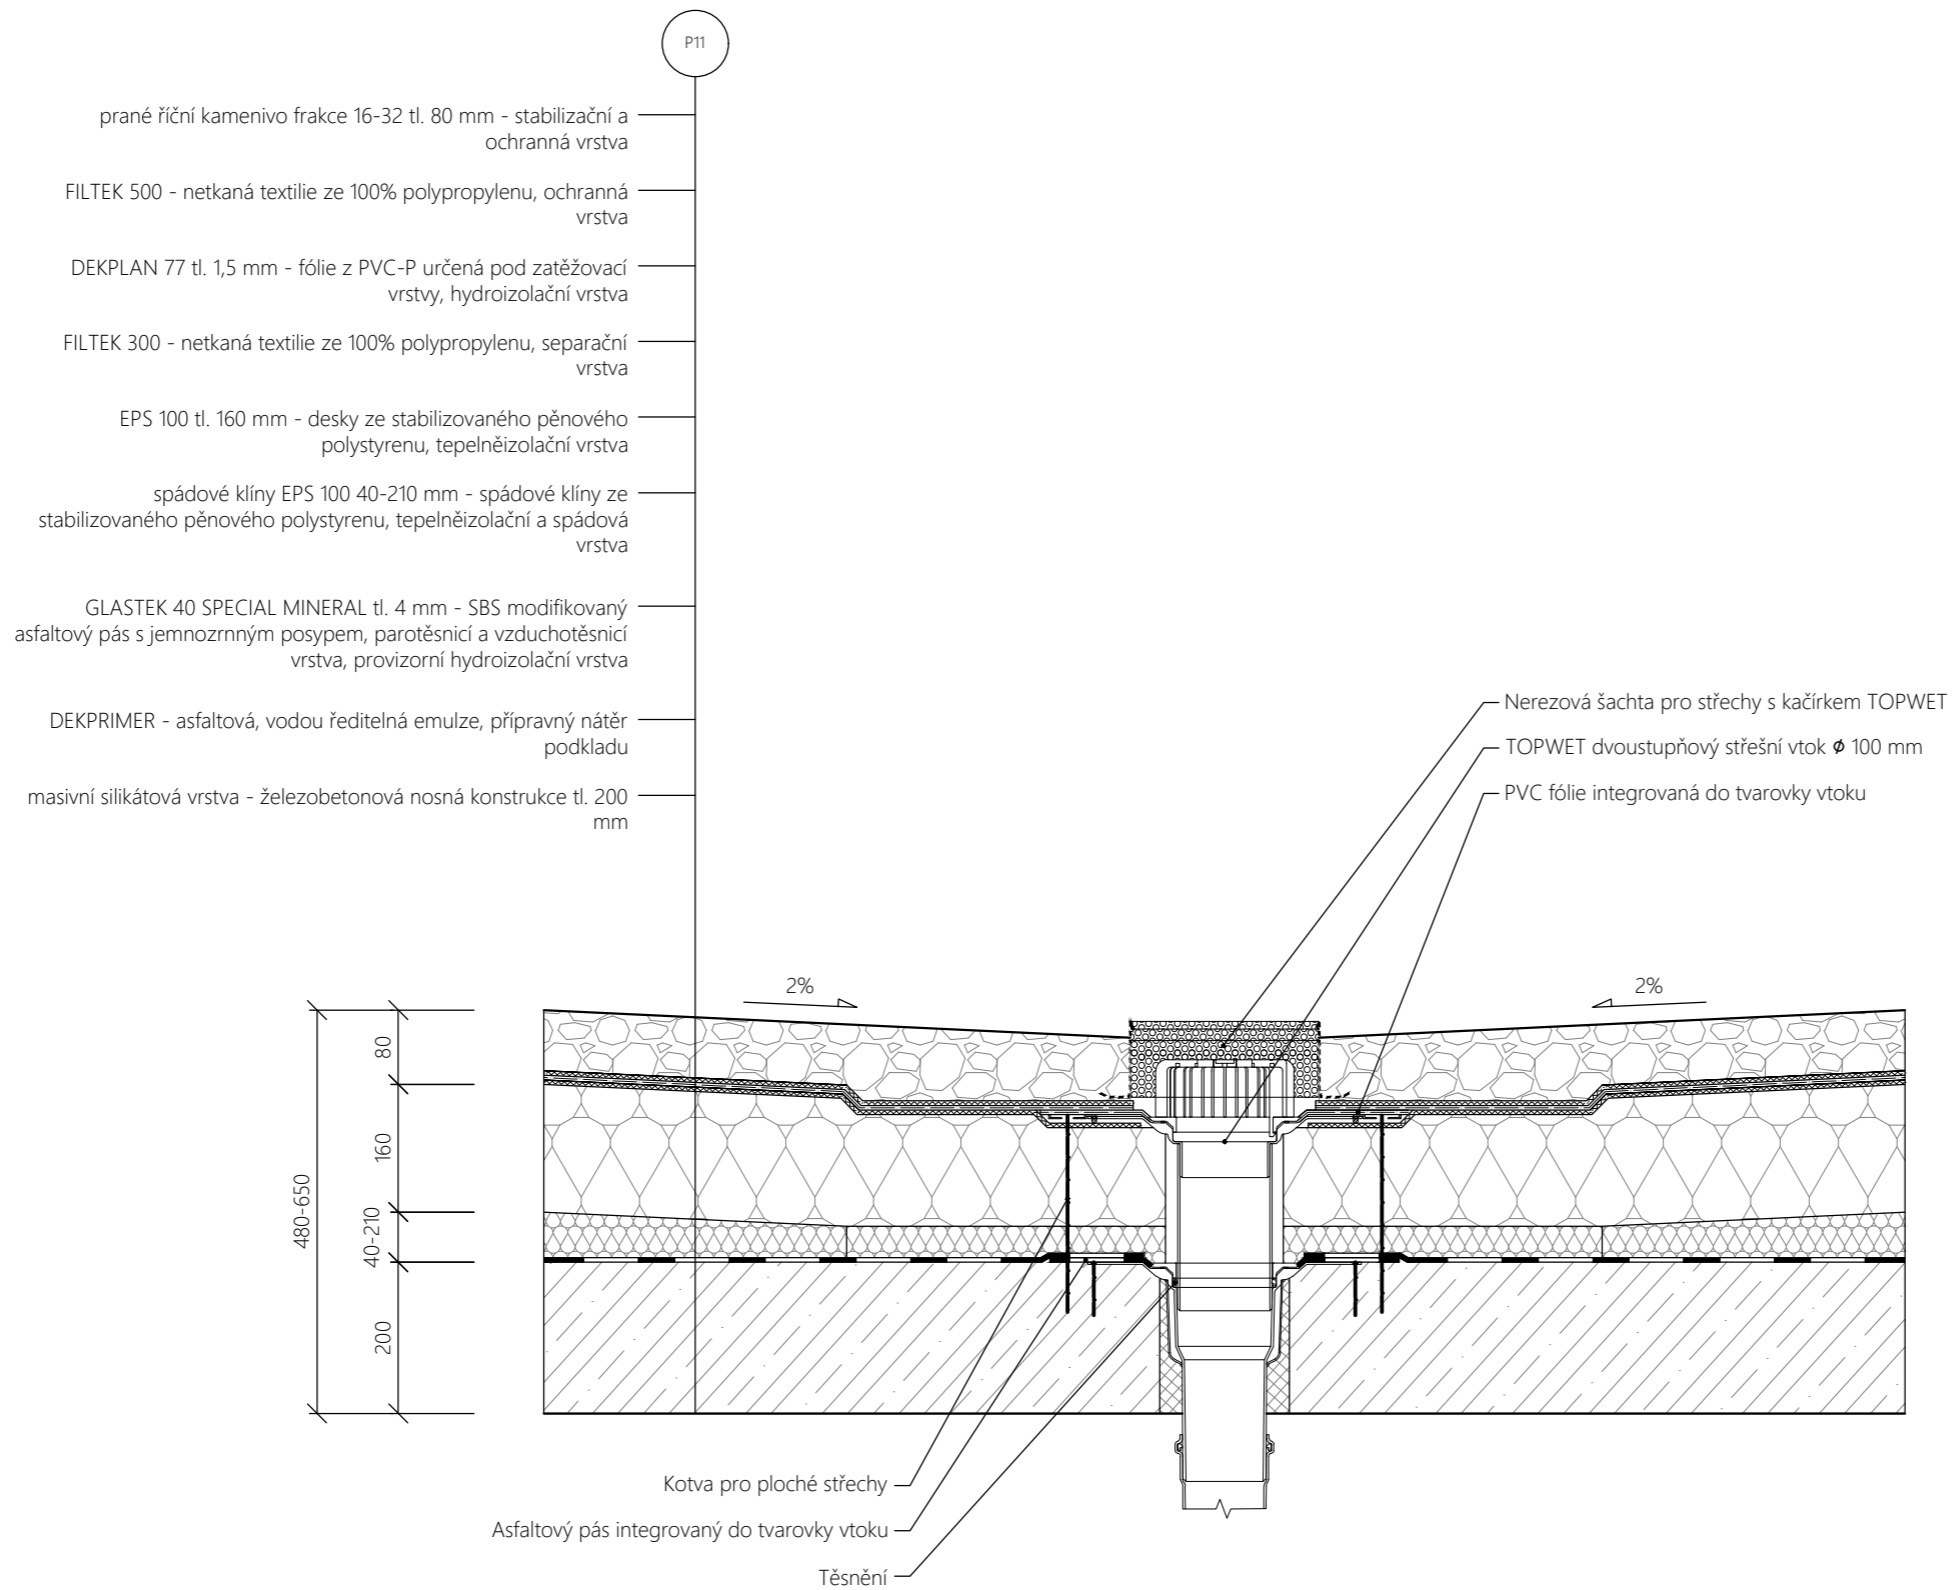 P11
prané říční kamenivo frakce 16-32 tl. 80 mm - stabilizační a
ochranná vrstva
FILTEK 500 - netkaná textilie ze 100% polypropylenu, ochranná
vrstva
DEKPLAN 77 tl. 1,5 mm - fólie z PVC-P určená pod zatěžovací
vrstvy, hydroizolační vrstva
FILTEK 300 - netkaná textilie ze 100% polypropylenu, separační
vrstva
EPS 100 tl. 160 mm - desky ze stabilizovaného pěnového
polystyrenu, tepelněizolační vrstva
spádové klíny EPS 100 40-210 mm - spádové klíny ze
stabilizovaného pěnového polystyrenu, tepelněizolační a spádová
vrstva
GLASTEK 40 SPECIAL MINERAL tl. 4 mm - SBS modifikovaný
asfaltový pás s jemnozrnným posypem, parotěsnicí a vzduchotěsnicí
vrstva, provizorní hydroizolační vrstva
DEKPRIMER - asfaltová, vodou ředitelná emulze, přípravný nátěr
podkladu
masivní silikátová vrstva - železobetonová nosná konstrukce tl. 200
mm
Nerezová šachta pro střechy s kačírkem TOPWET
TOPWET dvoustupňový střešní vtok ⌀ 100 mm
PVC fólie integrovaná do tvarovky vtoku
2%
2%
80
160
40-210
200
480-650
Kotva pro ploché střechy
Asfaltový pás integrovaný do tvarovky vtoku
Těsnění